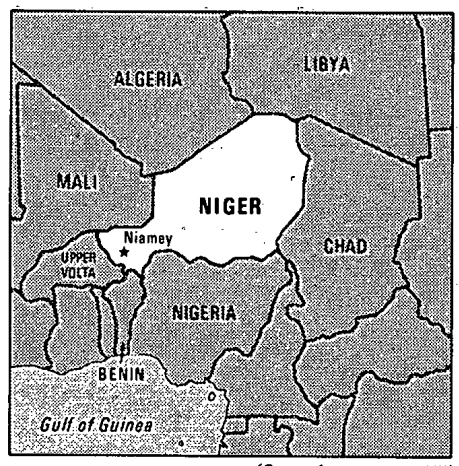 LIBYA
ALGERIA
MALI
NIGER
Niamey
CHAD
UPPER
VOLTA
NIGERIA
BENIN
Gulf of Guinea